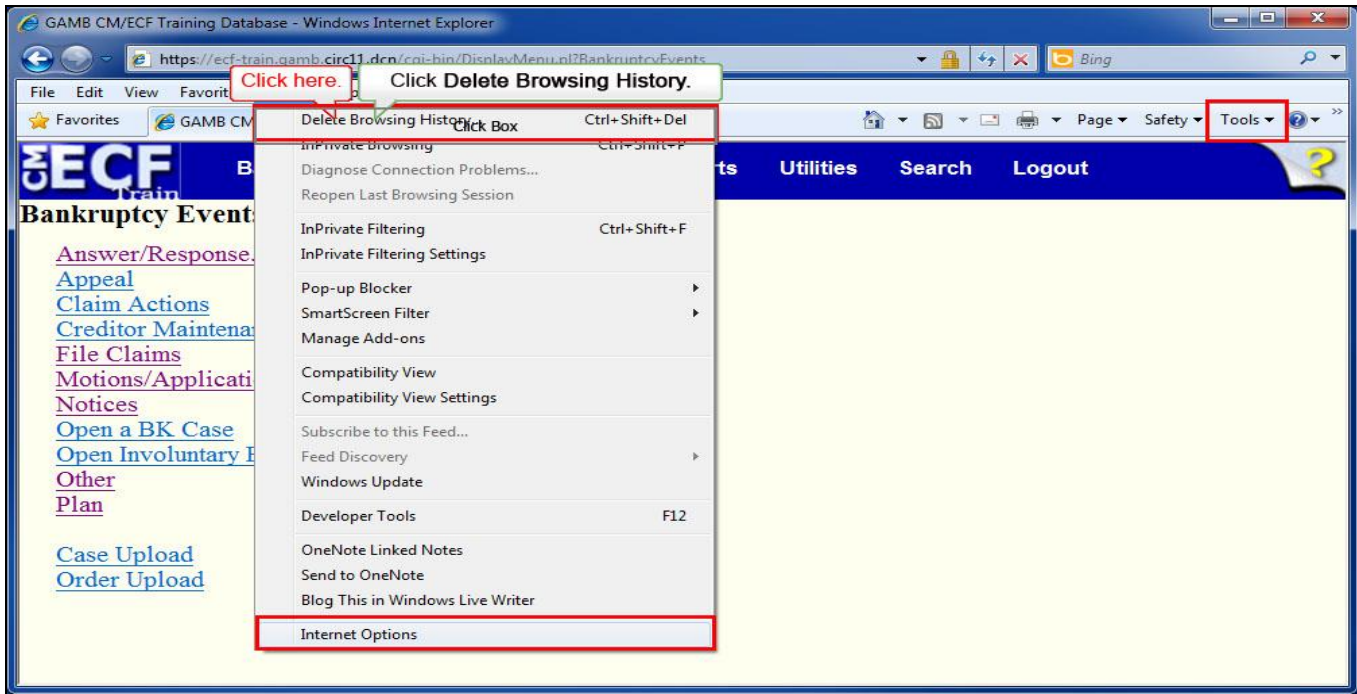 GAMB CM/ECF Training Database - Windows Internet Explorer
https://ecf-train.gamb.circ11.dcn/cgi-bin/DisplayMenu.pl?BankruptcyEvents
Bing
File Edit View Favorit
Click here.
Click Delete Browsing History.
Favorites
GAMB CM
Page
Safety
Tools
Delete Browsing History
Ctrl+Shift+Del
Click Box
InPrivate Browsing
Ctrl+Shift+P
Diagnose Connection Problems...
Reopen Last Browsing Session
InPrivate Filtering
Ctrl+Shift+F
InPrivate Filtering Settings
Pop-up Blocker
SmartScreen Filter
Manage Add-ons
Compatibility View
Compatibility View Settings
Subscribe to this Feed...
Feed Discovery
Windows Update
Developer Tools
F12
OneNote Linked Notes
Send to OneNote
Blog This in Windows Live Writer
Internet Options
CM ECF
Train
B
ts
Utilities
Search
Logout
?
Bankruptcy Events
Answer/Response.
Appeal
Claim Actions
Creditor Maintena
File Claims
Motions/Applicati
Notices
Open a BK Case
Open Involuntary B
Other
Plan
Case Upload
Order Upload